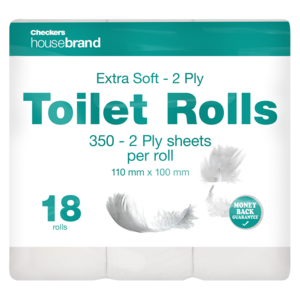 Checkers
housebrand
Extra Soft - 2 Ply
Toilet Rolls
350 - 2 Ply sheets
per roll
110 mm x 100 mm
18
rolls
MONEY
BACK
GUARANTEE